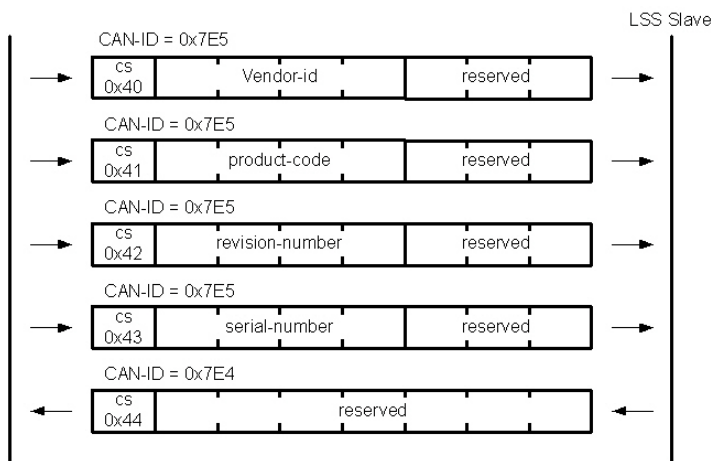 LSS Slave
CAN-ID = 0x7E5
cs
0x40
Vendor-id
reserved
CAN-ID = 0x7E5
cs
0x41
product-code
reserved
CAN-ID = 0x7E5
cs
0x42
revision-number
reserved
CAN-ID = 0x7E5
cs
0x43
serial-number
reserved
CAN-ID = 0x7E4
cs
0x44
reserved